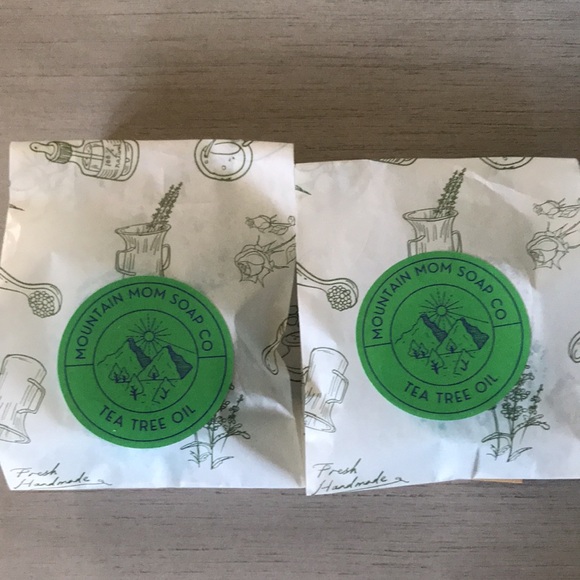 MOUNTAIN MOM SOAP CO
TEA TREE OIL
Fresh
Handmade
MOUNTAIN MOM SOAP CO
TEA TREE OIL
Fresh
Handmade